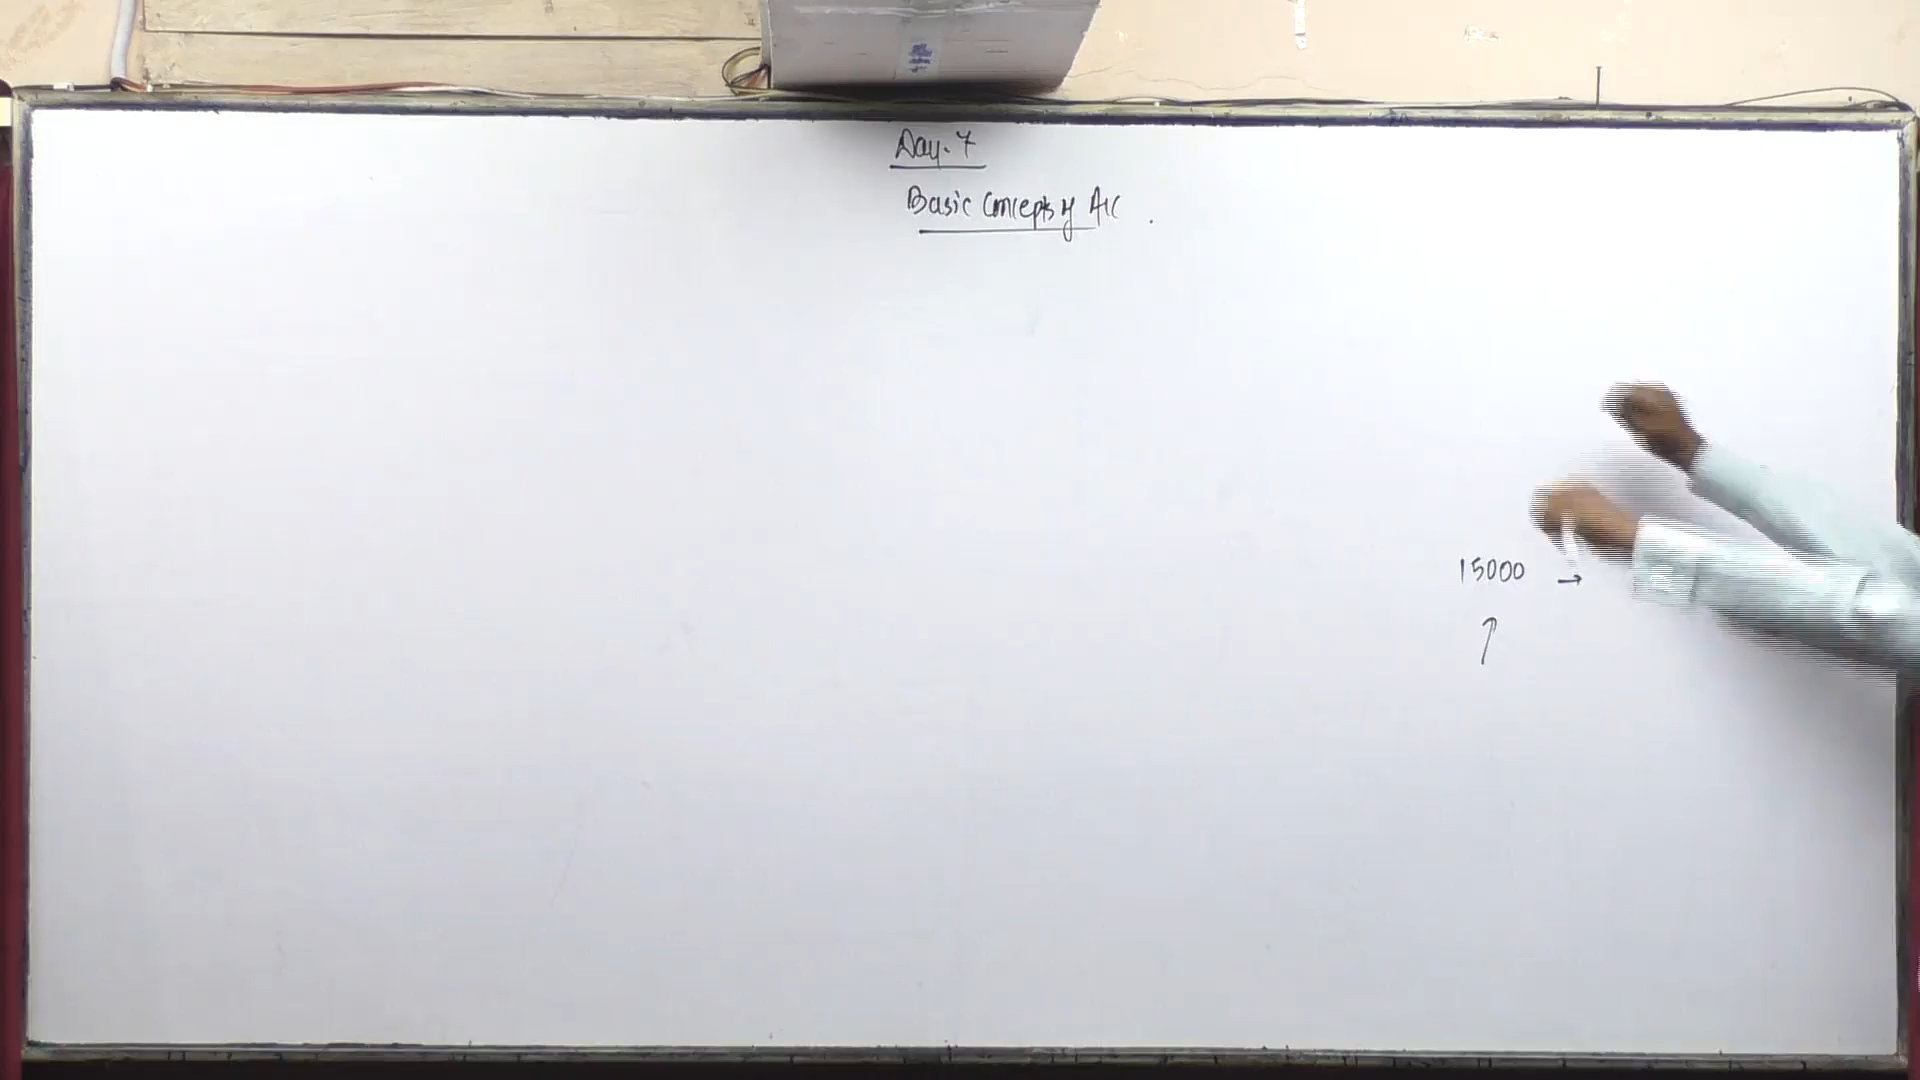 Day. 7
Basic Concepts of A/C .
15000 →
↑